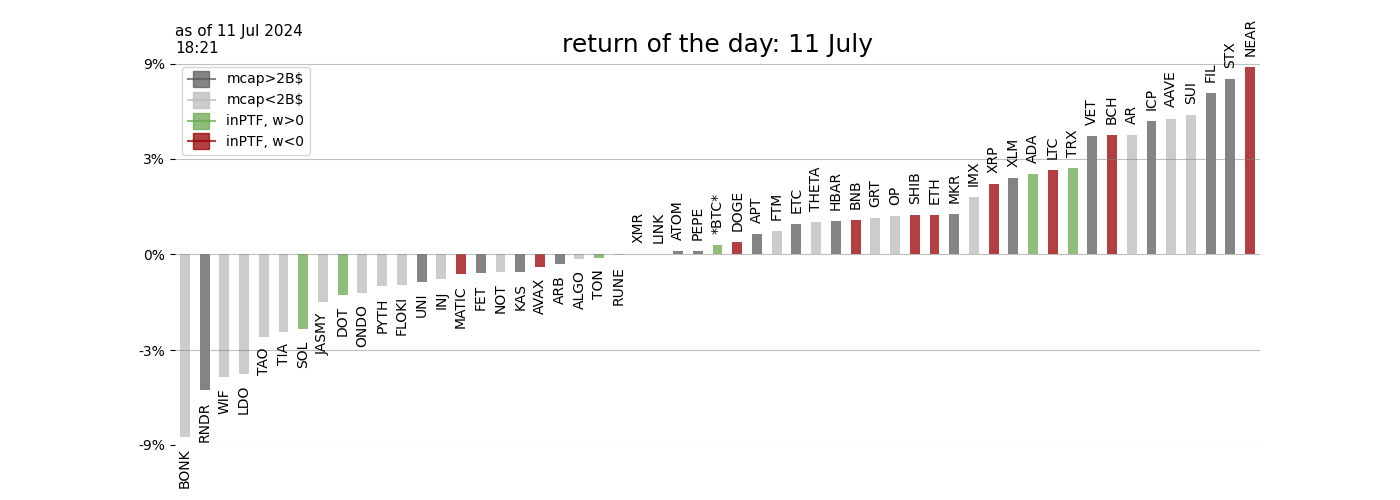 as of 11 Jul 2024
18:21
return of the day: 11 July
9%
3%
0%
-3%
-9%
mcap>2B$
mcap<2B$
inPTF, w>0
inPTF, w<0
BONK
RNDR
WIF
LDO
TAO
TIA
SOL
JASMY
DOT
ONDO
PYTH
FLOKI
UNI
INJ
MATIC
FET
NOT
KAS
AVAX
ARB
ALGO
TON
RUNE
XMR
LINK
ATOM
PEPE
*BTC*
DOGE
APT
FTM
ETC
THETA
HBAR
BNB
GRT
OP
SHIB
ETH
MKR
IMX
XRP
XLM
ADA
LTC
TRX
VET
BCH
AR
ICP
AAVE
SUI
FIL
STX
NEAR